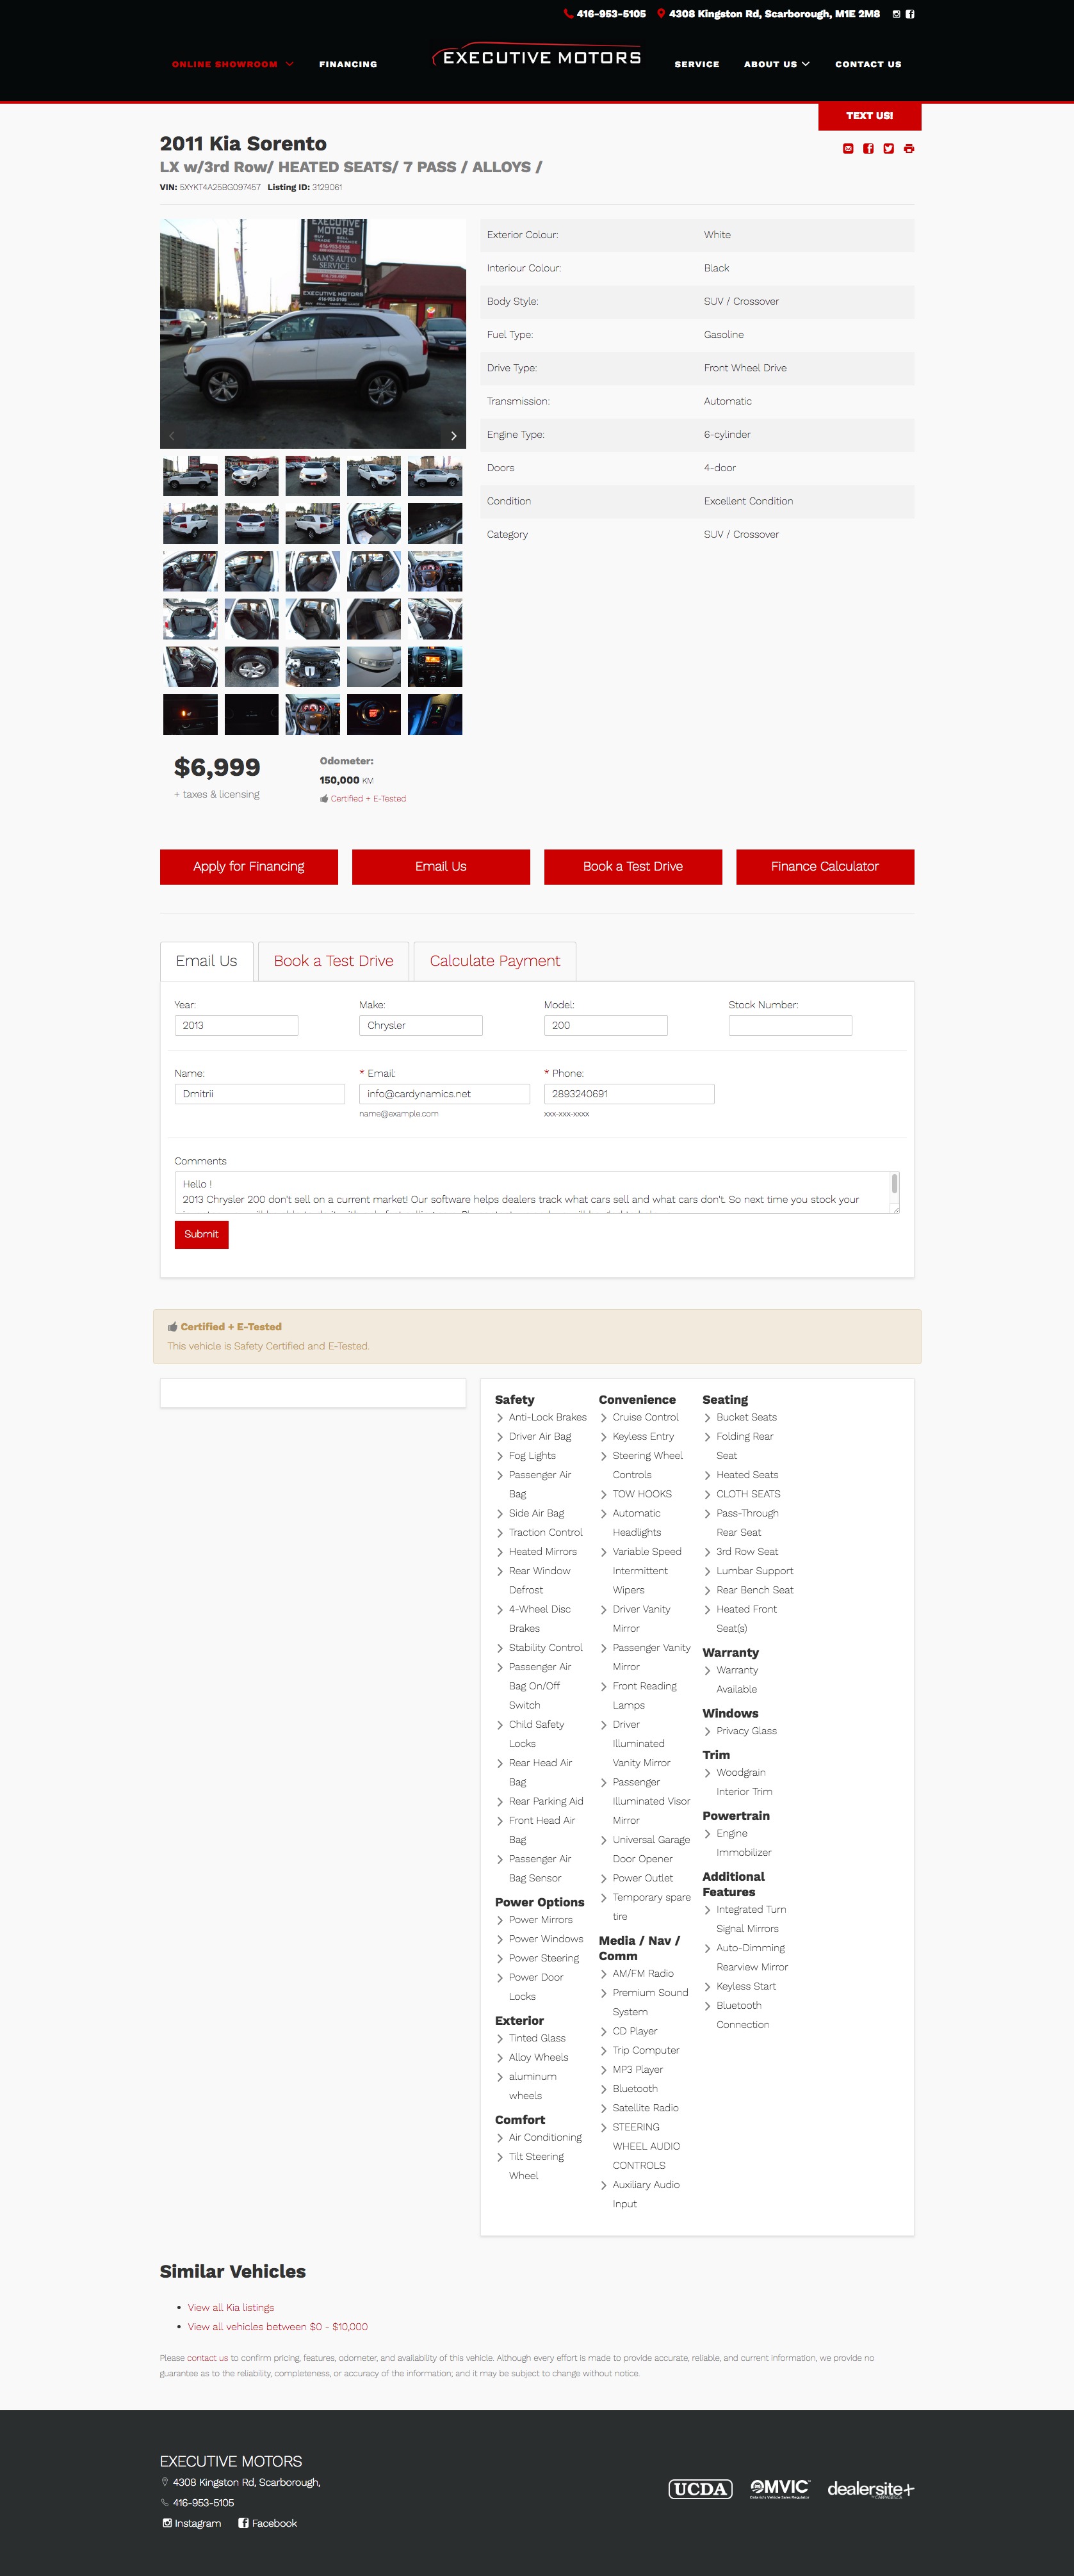 416-953-5105 4308 Kingston Rd, Scarborough, M1E 2M8
ONLINE SHOWROOM FINANCING EXECUTIVE MOTORS SERVICE ABOUT US CONTACT US
TEXT US!
2011 Kia Sorento
LX w/3rd Row/ HEATED SEATS/ 7 PASS / ALLOYS /
VIN: 5XYKT4A25BG097457 Listing ID: 3129061
EXECUTIVE
MOTORS
SAM'S AUTO
SERVICE
EXECUTIVE MOTORS
416-953-5105
Exterior Colour: White
Interiour Colour: Black
Body Style: SUV / Crossover
Fuel Type: Gasoline
Drive Type: Front Wheel Drive
Transmission: Automatic
Engine Type: 6-cylinder
Doors 4-door
Condition Excellent Condition
Category SUV / Crossover
$6,999
+ taxes & licensing
Odometer:
150,000 KM
Certified + E-Tested
Apply for Financing Email Us Book a Test Drive Finance Calculator
Email Us Book a Test Drive Calculate Payment
Year: Make: Model: Stock Number:
2013 Chrysler 200
Name: * Email: * Phone:
Dmitrii info@cardynamics.net 2893240691
name@example.com xxx-xxx-xxxx
Comments
Hello !
2013 Chrysler 200 don't sell on a current market! Our software helps dealers track what cars sell and what cars don't. So next time you stock your
Submit
Certified + E-Tested
This vehicle is Safety Certified and E-Tested.
Safety
Anti-Lock Brakes
Driver Air Bag
Fog Lights
Passenger Air
Bag
Side Air Bag
Traction Control
Heated Mirrors
Rear Window
Defrost
4-Wheel Disc
Brakes
Stability Control
Passenger Air
Bag On/Off
Switch
Child Safety
Locks
Rear Head Air
Bag
Rear Parking Aid
Front Head Air
Bag
Passenger Air
Bag Sensor
Power Options
Power Mirrors
Power Windows
Power Steering
Power Door
Locks
Exterior
Tinted Glass
Alloy Wheels
aluminum
wheels
Comfort
Air Conditioning
Tilt Steering
Wheel
Convenience
Cruise Control
Keyless Entry
Steering Wheel
Controls
TOW HOOKS
Automatic
Headlights
Variable Speed
Intermittent
Wipers
Driver Vanity
Mirror
Passenger Vanity
Mirror
Front Reading
Lamps
Driver
Illuminated
Vanity Mirror
Passenger
Illuminated Visor
Mirror
Universal Garage
Door Opener
Power Outlet
Temporary spare
tire
Media / Nav /
Comm
AM/FM Radio
Premium Sound
System
CD Player
Trip Computer
MP3 Player
Bluetooth
Satellite Radio
STEERING
WHEEL AUDIO
CONTROLS
Auxiliary Audio
Input
Seating
Bucket Seats
Folding Rear
Seat
Heated Seats
CLOTH SEATS
Pass-Through
Rear Seat
3rd Row Seat
Lumbar Support
Rear Bench Seat
Heated Front
Seat(s)
Warranty
Warranty
Available
Windows
Privacy Glass
Trim
Woodgrain
Interior Trim
Powertrain
Engine
Immobilizer
Additional
Features
Integrated Turn
Signal Mirrors
Auto-Dimming
Rearview Mirror
Keyless Start
Bluetooth
Connection
Similar Vehicles
View all Kia listings
View all vehicles between $0 - $10,000
Please contact us to confirm pricing, features, odometer, and availability of this vehicle. Although every effort is made to provide accurate, reliable, and current information, we provide no
guarantee as to the reliability, completeness, or accuracy of the information; and it may be subject to change without notice.
EXECUTIVE MOTORS
4308 Kingston Rd, Scarborough,
416-953-5105
Instagram Facebook
UCDA OMVIC dealersite+
Ontario's Vehicle Sales Regulator by CARPAGES.CA